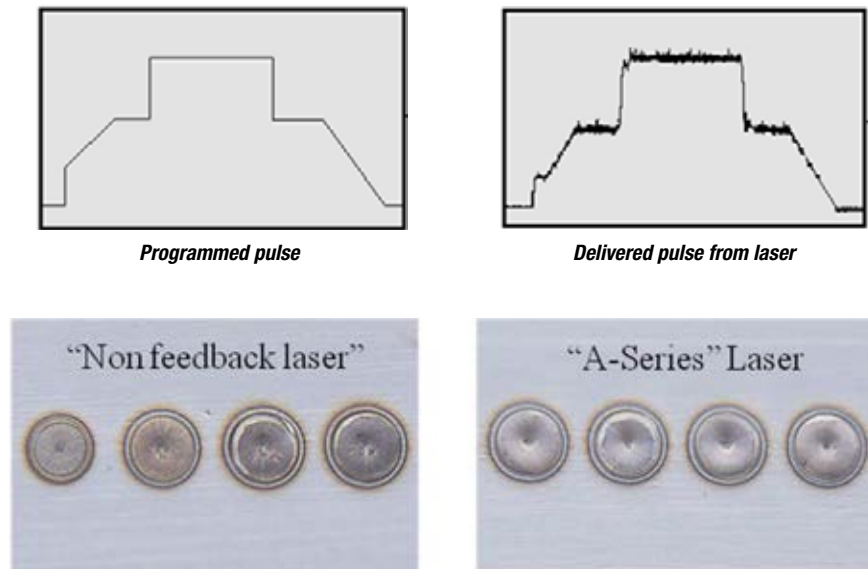 Programmed pulse
Delivered pulse from laser
“Non feedback laser”
“A-Series” Laser